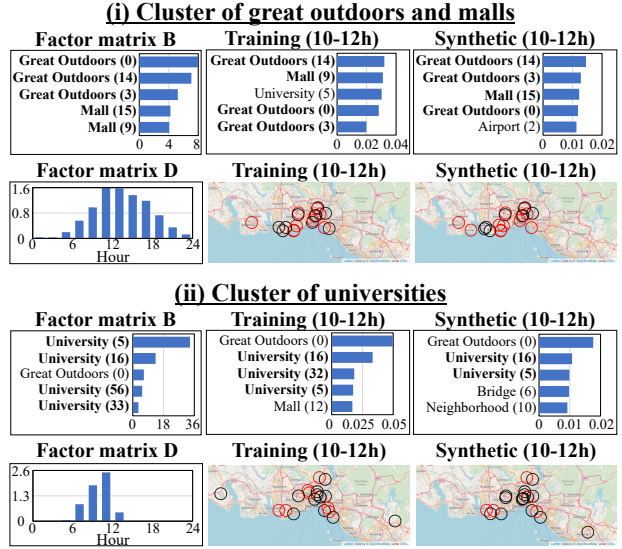 (i) Cluster of great outdoors and malls
Factor matrix B
Training (10-12h)
Synthetic (10-12h)
Great Outdoors (0)
Great Outdoors (14)
Great Outdoors (3)
Mall (15)
Mall (9)
0 4 8
Great Outdoors (14)
Mall (9)
University (5)
Great Outdoors (0)
Great Outdoors (3)
0 0.02 0.04
Great Outdoors (14)
Great Outdoors (3)
Mall (15)
Great Outdoors (0)
Airport (2)
0 0.01 0.02
Factor matrix D
Training (10-12h)
Synthetic (10-12h)
1.6
0.8
0
0 6 12 18 24
Hour
(ii) Cluster of universities
Factor matrix B
Training (10-12h)
Synthetic (10-12h)
University (5)
University (16)
Great Outdoors (0)
University (56)
University (33)
0 18 36
Great Outdoors (0)
University (16)
University (32)
University (5)
Mall (12)
0.00 0.05
Great Outdoors (0)
University (16)
University (5)
Bridge (6)
Neighborhood (10)
0 0.01 0.02
Factor matrix D
Training (10-12h)
Synthetic (10-12h)
2.6
1.3
0
0 6 12 18 24
Hour